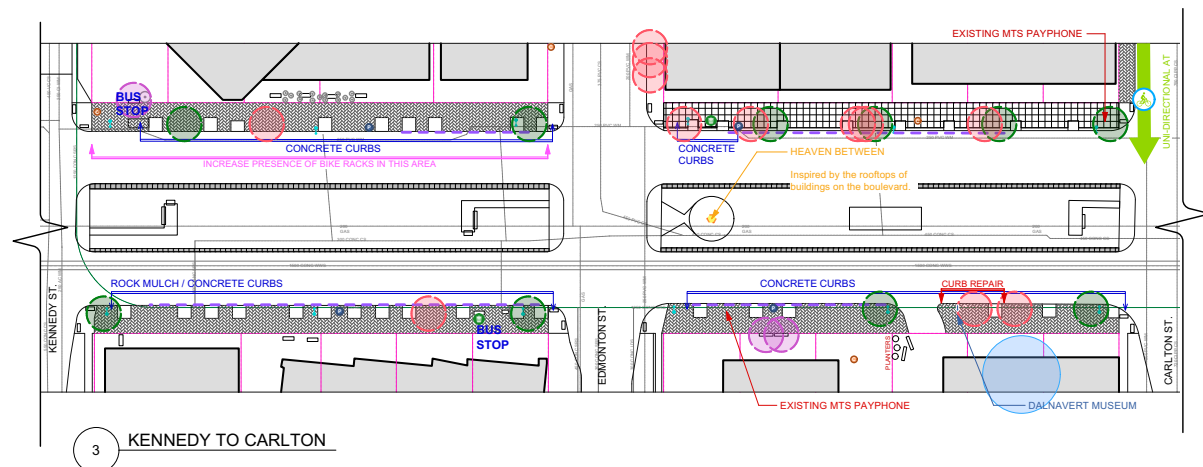 EXISTING MTS PAYPHONE
BUS
STOP
UNI-DIRECTIONAL AT
CONCRETE CURBS
CONCRETE
CURBS
INCREASE PRESENCE OF BIKE RACKS IN THIS AREA
HEAVEN BETWEEN
Inspired by the rooftops of
buildings on the boulevard.
GAS
GAS
GAS
ROCK MULCH / CONCRETE CURBS
CONCRETE CURBS
CURB REPAIR
KENNEDY ST.
BUS
STOP
EDMONTON ST.
PLANTERS
CARLTON ST.
EXISTING MTS PAYPHONE
DALNAVERT MUSEUM
3
KENNEDY TO CARLTON